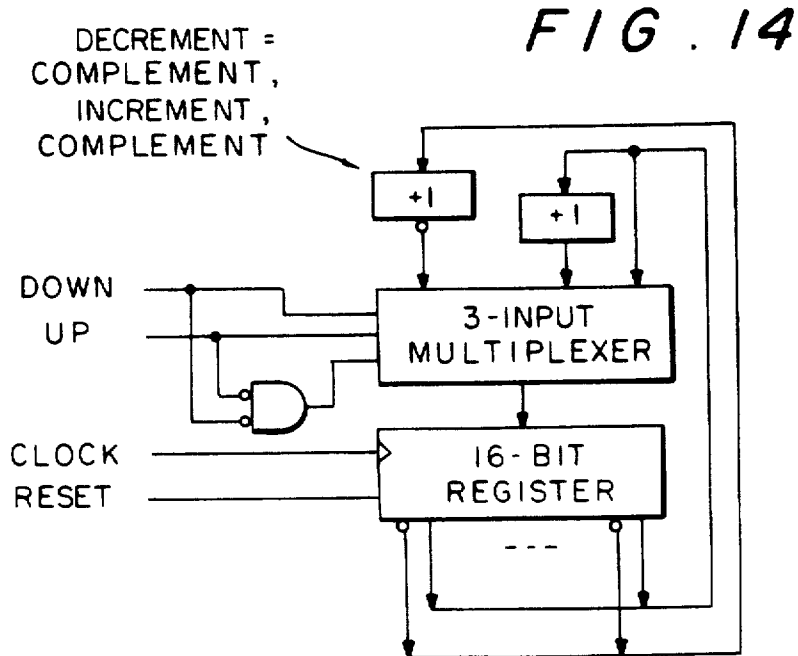 FIG. 14
DECREMENT =
COMPLEMENT,
INCREMENT,
COMPLEMENT
+1
+1
DOWN
UP
3-INPUT
MULTIPLEXER
CLOCK
RESET
16-BIT
REGISTER
---